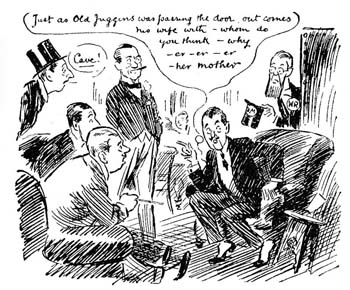 (Just as Old Juggins was passing the door, out comes
his wife with - whom do
you think - why
- er - er - er
- her mother
Cave!